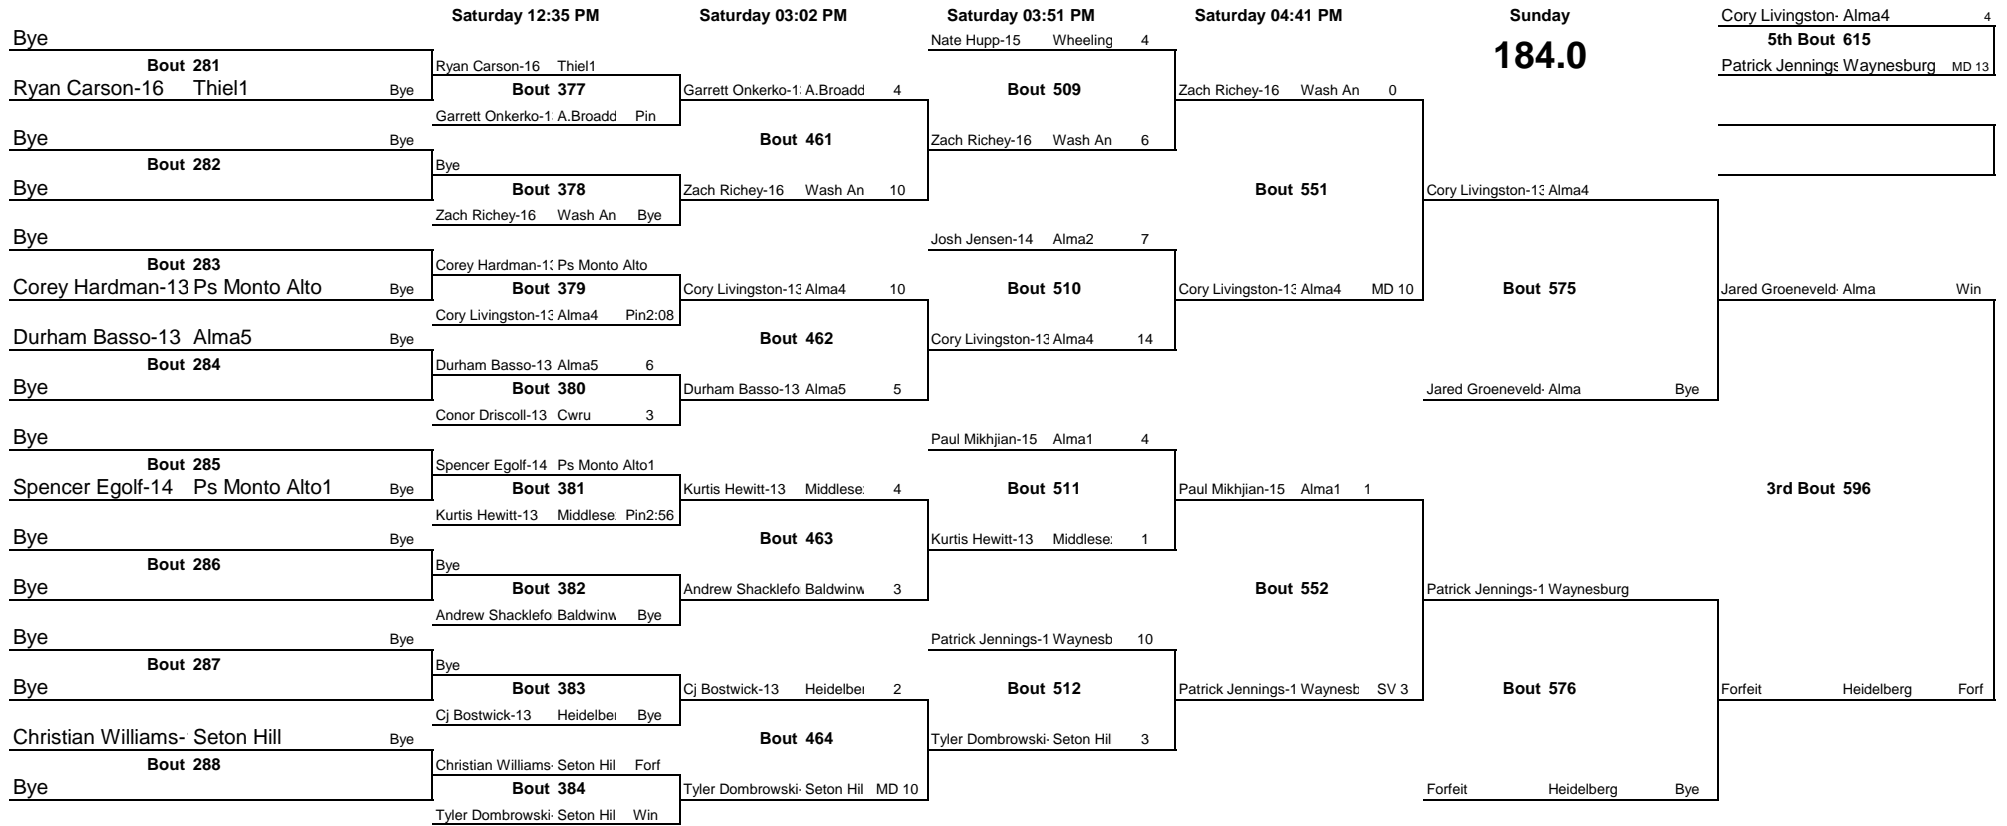 Saturday 12:35 PM Saturday 03:02 PM Saturday 03:51 PM Saturday 04:41 PM Sunday Cory Livingston- Alma4 4
Bye Nate Hupp-15 Wheeling 4 184.0 5th Bout 615
Bout 281 Ryan Carson-16 Thiel1 Patrick Jennings Waynesburg MD 13
Ryan Carson-16 Thiel1 Bye Bout 377 Garrett Onkerko-1 A.Broadd 4 Bout 509 Zach Richey-16 Wash An 0
Garrett Onkerko-1 A.Broadd Pin
Bye Bye Bout 461 Zach Richey-16 Wash An 6
Bout 282 Bye
Bye Bout 378 Zach Richey-16 Wash An 10 Bout 551 Cory Livingston-13 Alma4
Zach Richey-16 Wash An Bye
Bye Josh Jensen-14 Alma2 7
Bout 283 Corey Hardman-13 Ps Monto Alto
Corey Hardman-13 Ps Monto Alto Bye Bout 379 Cory Livingston-13 Alma4 10 Bout 510 Cory Livingston-13 Alma4 MD 10 Bout 575 Jared Groeneveld- Alma Win
Cory Livingston-13 Alma4 Pin2:08
Durham Basso-13 Alma5 Bye Bout 462 Cory Livingston-13 Alma4 14
Bout 284 Durham Basso-13 Alma5 6
Bye Bout 380 Durham Basso-13 Alma5 5 Jared Groeneveld- Alma Bye
Conor Driscoll-13 Cwru 3
Bye Paul Mikhjian-15 Alma1 4
Bout 285 Spencer Egolf-14 Ps Monto Alto1
Spencer Egolf-14 Ps Monto Alto1 Bye Bout 381 Kurtis Hewitt-13 Middlese 4 Bout 511 Paul Mikhjian-15 Alma1 1 3rd Bout 596
Kurtis Hewitt-13 Middlese Pin2:56
Bye Bye Bout 463 Kurtis Hewitt-13 Middlese 1
Bout 286 Bye
Bye Bout 382 Andrew Shacklefo Baldwinw 3 Bout 552 Patrick Jennings-1 Waynesburg
Andrew Shacklefo Baldwinw Bye
Bye Bye Patrick Jennings-1 Waynesb 10
Bout 287 Bye
Bye Bout 383 Cj Bostwick-13 Heidelbe 2 Bout 512 Patrick Jennings-1 Waynesb SV 3 Bout 576 Forfeit Heidelberg Forf
Cj Bostwick-13 Heidelbe Bye
Christian Williams- Seton Hill Bye Bout 464 Tyler Dombrowski- Seton Hil 3
Bout 288 Christian Williams- Seton Hil Forf
Bye Bout 384 Tyler Dombrowski- Seton Hil MD 10 Forfeit Heidelberg Bye
Tyler Dombrowski- Seton Hil Win